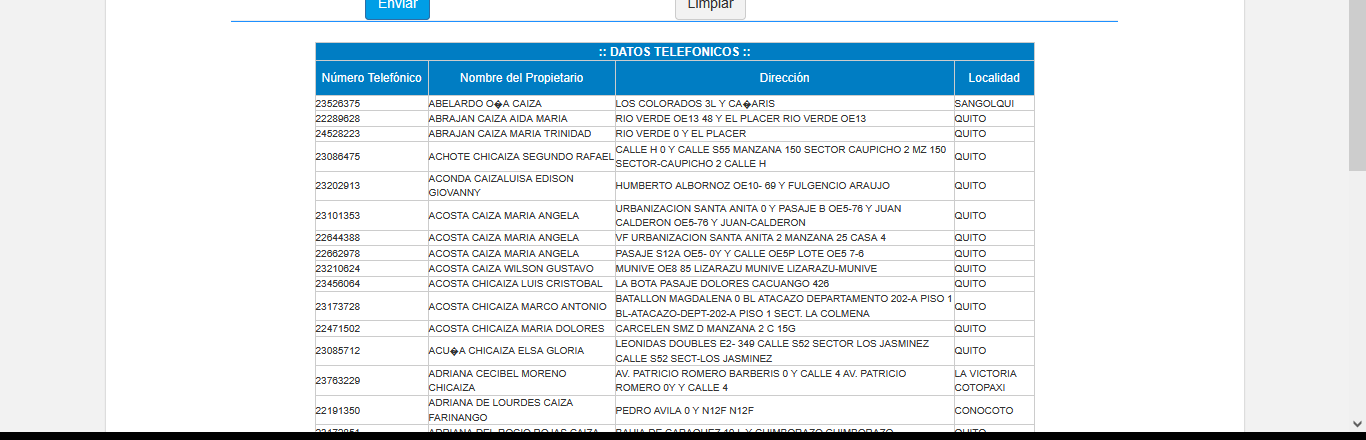 Enviar
Limpiar
:: DATOS TELEFONICOS ::
Número Telefónico Nombre del Propietario Dirección Localidad
23526375 ABELARDO O�A CAIZA LOS COLORADOS 3L Y CA�ARIS SANGOLQUI
22289628 ABRAJAN CAIZA AIDA MARIA RIO VERDE OE13 48 Y EL PLACER RIO VERDE OE13 QUITO
24528223 ABRAJAN CAIZA MARIA TRINIDAD RIO VERDE 0 Y EL PLACER QUITO
23086475 ACHOTE CHICAIZA SEGUNDO RAFAEL CALLE H 0 Y CALLE S55 MANZANA 150 SECTOR CAUPICHO 2 MZ 150
SECTOR-CAUPICHO 2 CALLE H QUITO
23202913 ACONDA CAIZALUISA EDISON
GIOVANNY HUMBERTO ALBORNOZ OE10- 69 Y FULGENCIO ARAUJO QUITO
23101353 ACOSTA CAIZA MARIA ANGELA URBANIZACION SANTA ANITA 0 Y PASAJE B OE5-76 Y JUAN
CALDERON OE5-76 Y JUAN-CALDERON QUITO
22644388 ACOSTA CAIZA MARIA ANGELA VF URBANIZACION SANTA ANITA 2 MANZANA 25 CASA 4 QUITO
22662978 ACOSTA CAIZA MARIA ANGELA PASAJE S12A OE5- 0Y Y CALLE OE5P LOTE OE5 7-6 QUITO
23210624 ACOSTA CAIZA WILSON GUSTAVO MUNIVE OE8 85 LIZARAZU MUNIVE LIZARAZU-MUNIVE QUITO
23456064 ACOSTA CHICAIZA LUIS CRISTOBAL LA BOTA PASAJE DOLORES CACUANGO 426 QUITO
23173728 ACOSTA CHICAIZA MARCO ANTONIO BATALLON MAGDALENA 0 BL ATACAZO DEPARTAMENTO 202-A PISO 1
BL-ATACAZO-DEPT-202-A PISO 1 SECT. LA COLMENA QUITO
22471502 ACOSTA CHICAIZA MARIA DOLORES CARCELEN SMZ D MANZANA 2 C 15G QUITO
23085712 ACU�A CHICAIZA ELSA GLORIA LEONIDAS DOUBLES E2- 349 CALLE S52 SECTOR LOS JASMINEZ
CALLE S52 SECT-LOS JASMINEZ QUITO
23763229 ADRIANA CECIBEL MORENO
CHICAIZA AV. PATRICIO ROMERO BARBERIS 0 Y CALLE 4 AV. PATRICIO
ROMERO 0Y Y CALLE 4 LA VICTORIA
COTOPAXI
22191350 ADRIANA DE LOURDES CAIZA
FARINANGO PEDRO AVILA 0 Y N12F N12F CONOCOTO